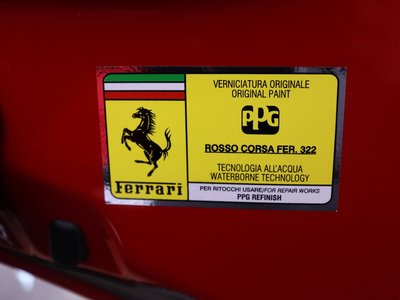 VERNICIATURA ORIGINALE
ORIGINAL PAINT
PPG
ROSSO CORSA FER. 322
TECNOLOGIA ALL'ACQUA
WATERBORNE TECHNOLOGY
Ferrari
PER RITOCCHI USARE/FOR REPAIR WORKS
PPG REFINISH